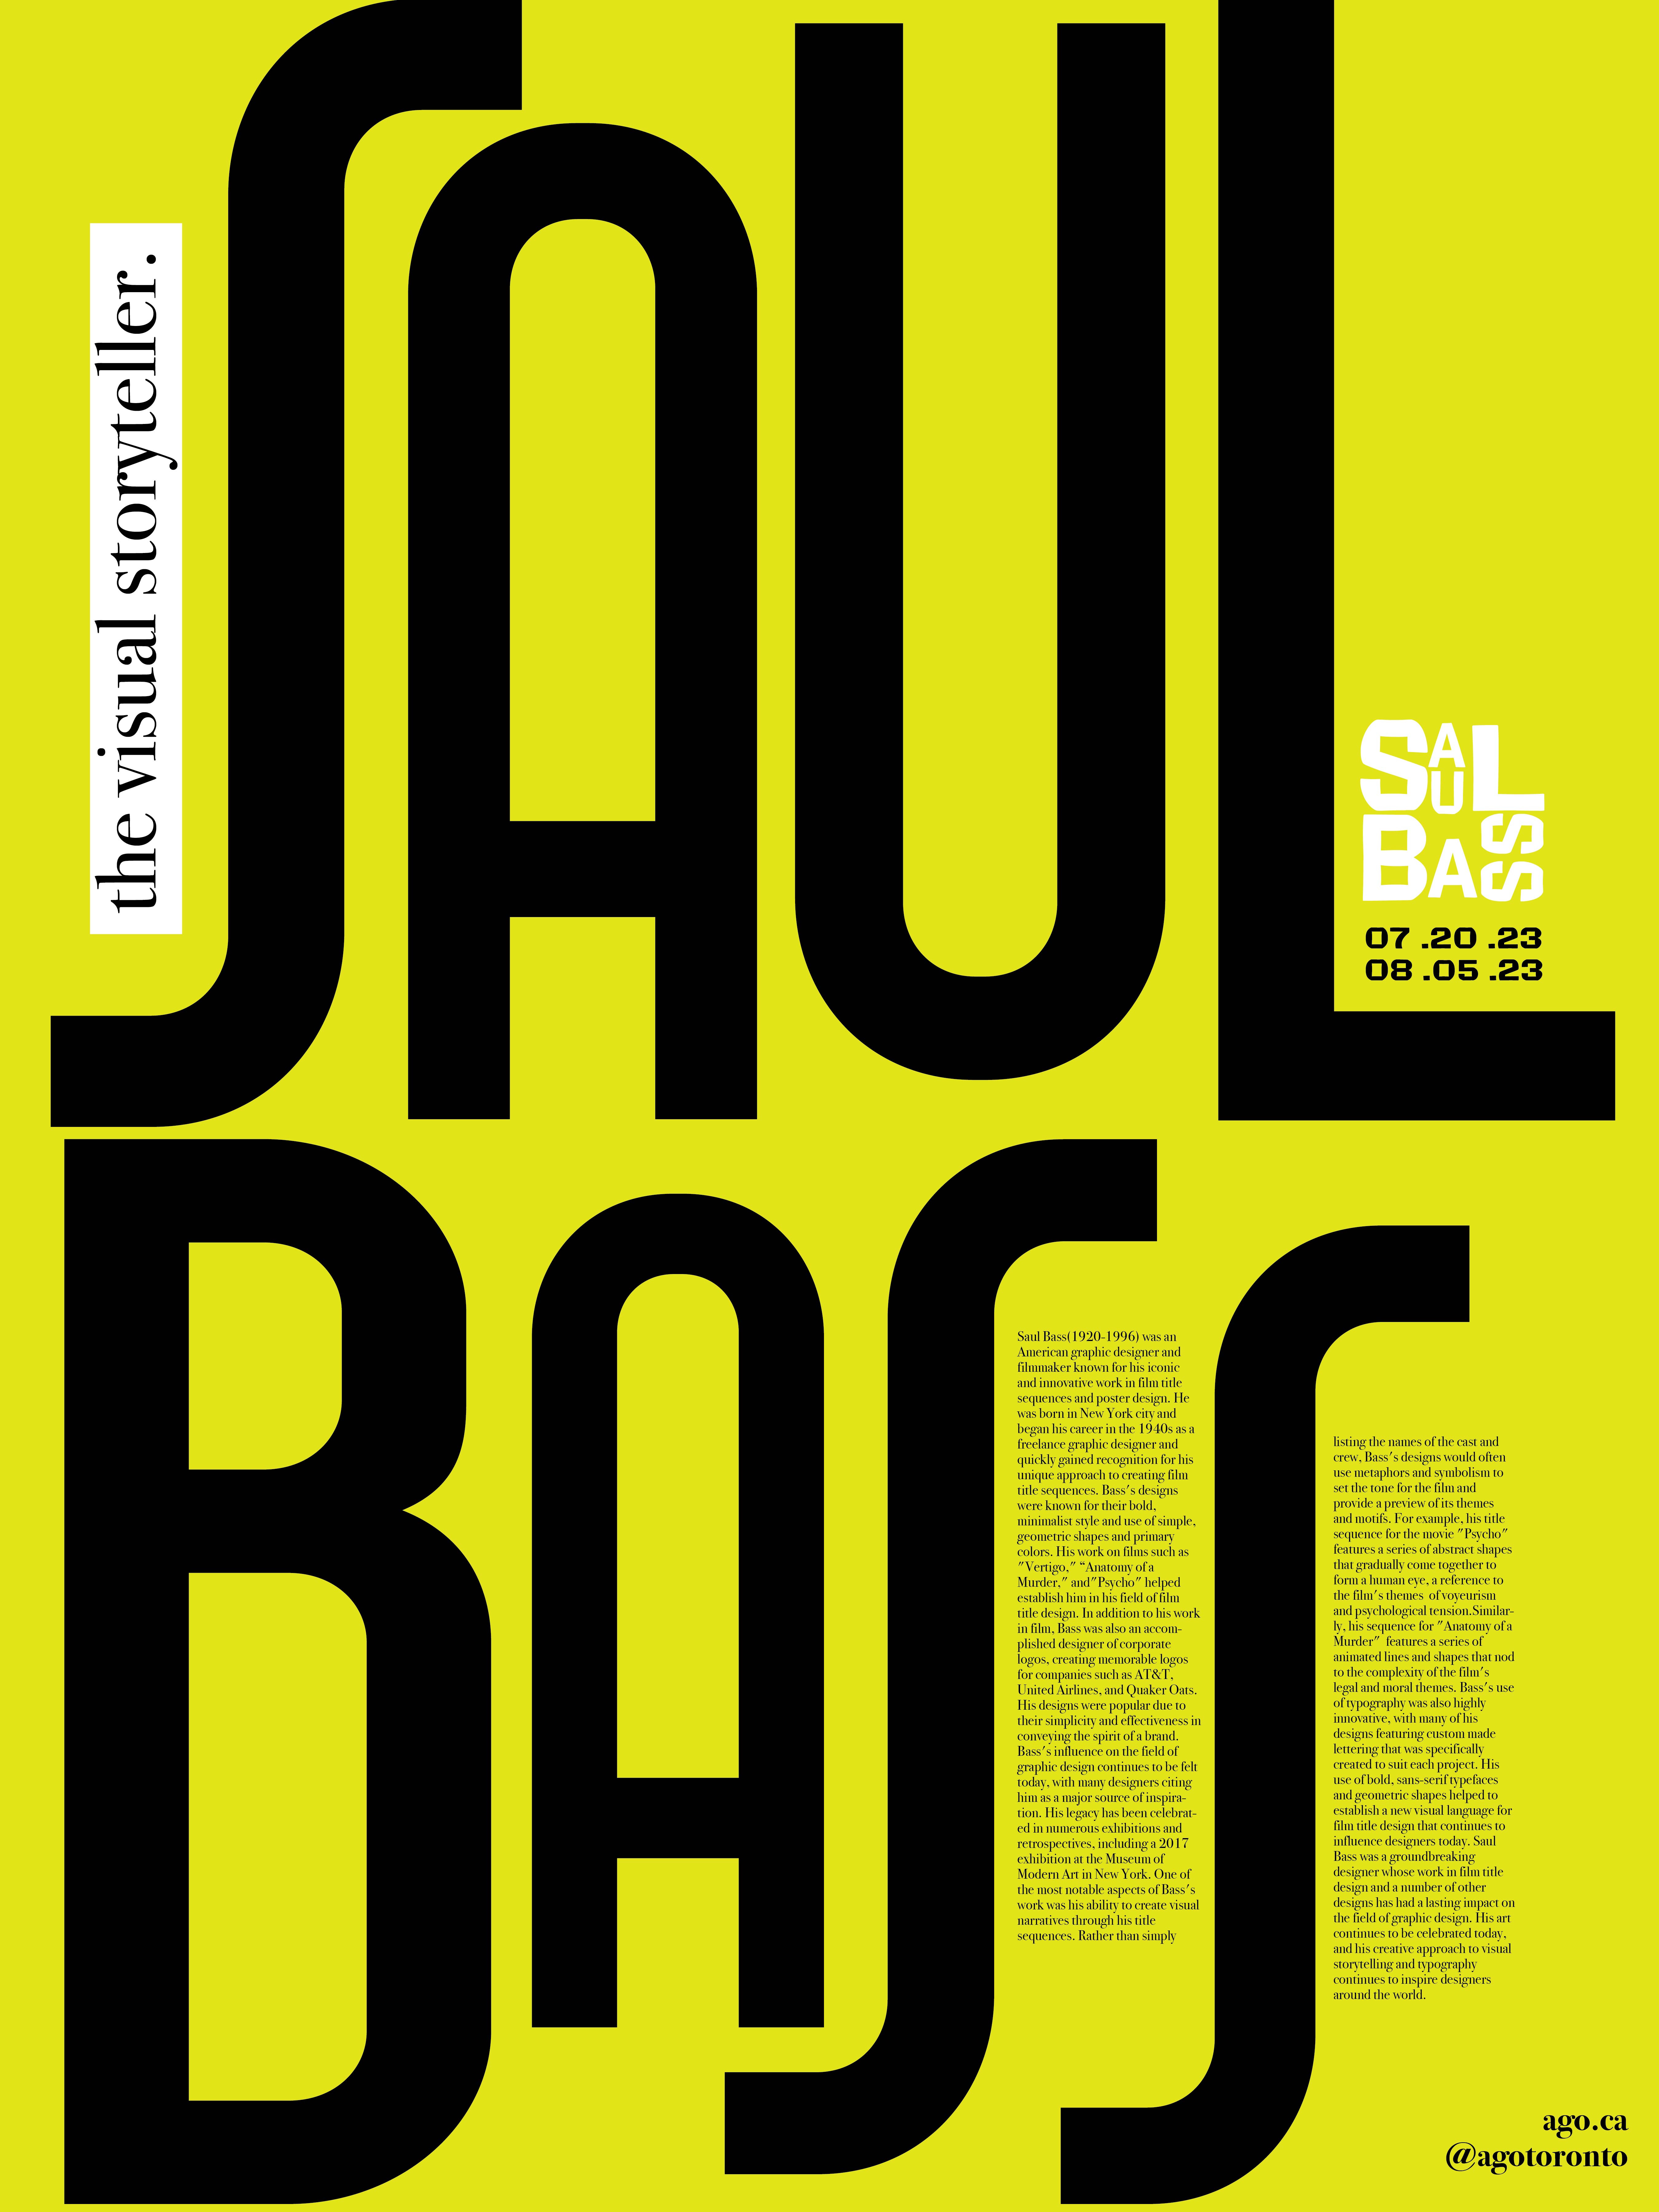 SAUL
the visual storyteller.
SAUL
BASS
07 .20 .23
08 .05 .23
BASS
Saul Bass(1920-1996) was an
American graphic designer and
filmmaker known for his iconic
and innovative work in film title
sequences and poster design. He
was born in New York city and
began his career in the 1940s as a
freelance graphic designer and
quickly gained recognition for his
unique approach to creating film
title sequences. Bass's designs
were known for their bold,
minimalist style and use of simple,
geometric shapes and primary
colors. His work on films such as
"Vertigo," “Anatomy of a
Murder," and"Psycho" helped
establish him in his field of film
title design. In addition to his work
in film, Bass was also an accom-
plished designer of corporate
logos, creating memorable logos
for companies such as AT&T,
United Airlines, and Quaker Oats.
His designs were popular due to
their simplicity and effectiveness in
conveying the spirit of a brand.
Bass's influence on the field of
graphic design continues to be felt
today, with many designers citing
him as a major source of inspira-
tion. His legacy has been celebrat-
ed in numerous exhibitions and
retrospectives, including a 2017
exhibition at the Museum of
Modern Art in New York. One of
the most notable aspects of Bass's
work was his ability to create visual
narratives through his title
sequences. Rather than simply
listing the names of the cast and
crew, Bass's designs would often
use metaphors and symbolism to
set the tone for the film and
provide a preview of its themes
and motifs. For example, his title
sequence for the movie "Psycho"
features a series of abstract shapes
that gradually come together to
form a human eye, a reference to
the film's themes  of voyeurism
and psychological tension.Similar-
ly, his sequence for "Anatomy of a
Murder"  features a series of
animated lines and shapes that nod
to the complexity of the film's
legal and moral themes. Bass's use
of typography was also highly
innovative, with many of his
designs featuring custom made
lettering that was specifically
created to suit each project. His
use of bold, sans-serif typefaces
and geometric shapes helped to
establish a new visual language for
film title design that continues to
influence designers today. Saul
Bass was a groundbreaking
designer whose work in film title
design and a number of other
designs has had a lasting impact on
the field of graphic design. His art
continues to be celebrated today,
and his creative approach to visual
storytelling and typography
continues to inspire designers
around the world.
ago.ca
@agotoronto